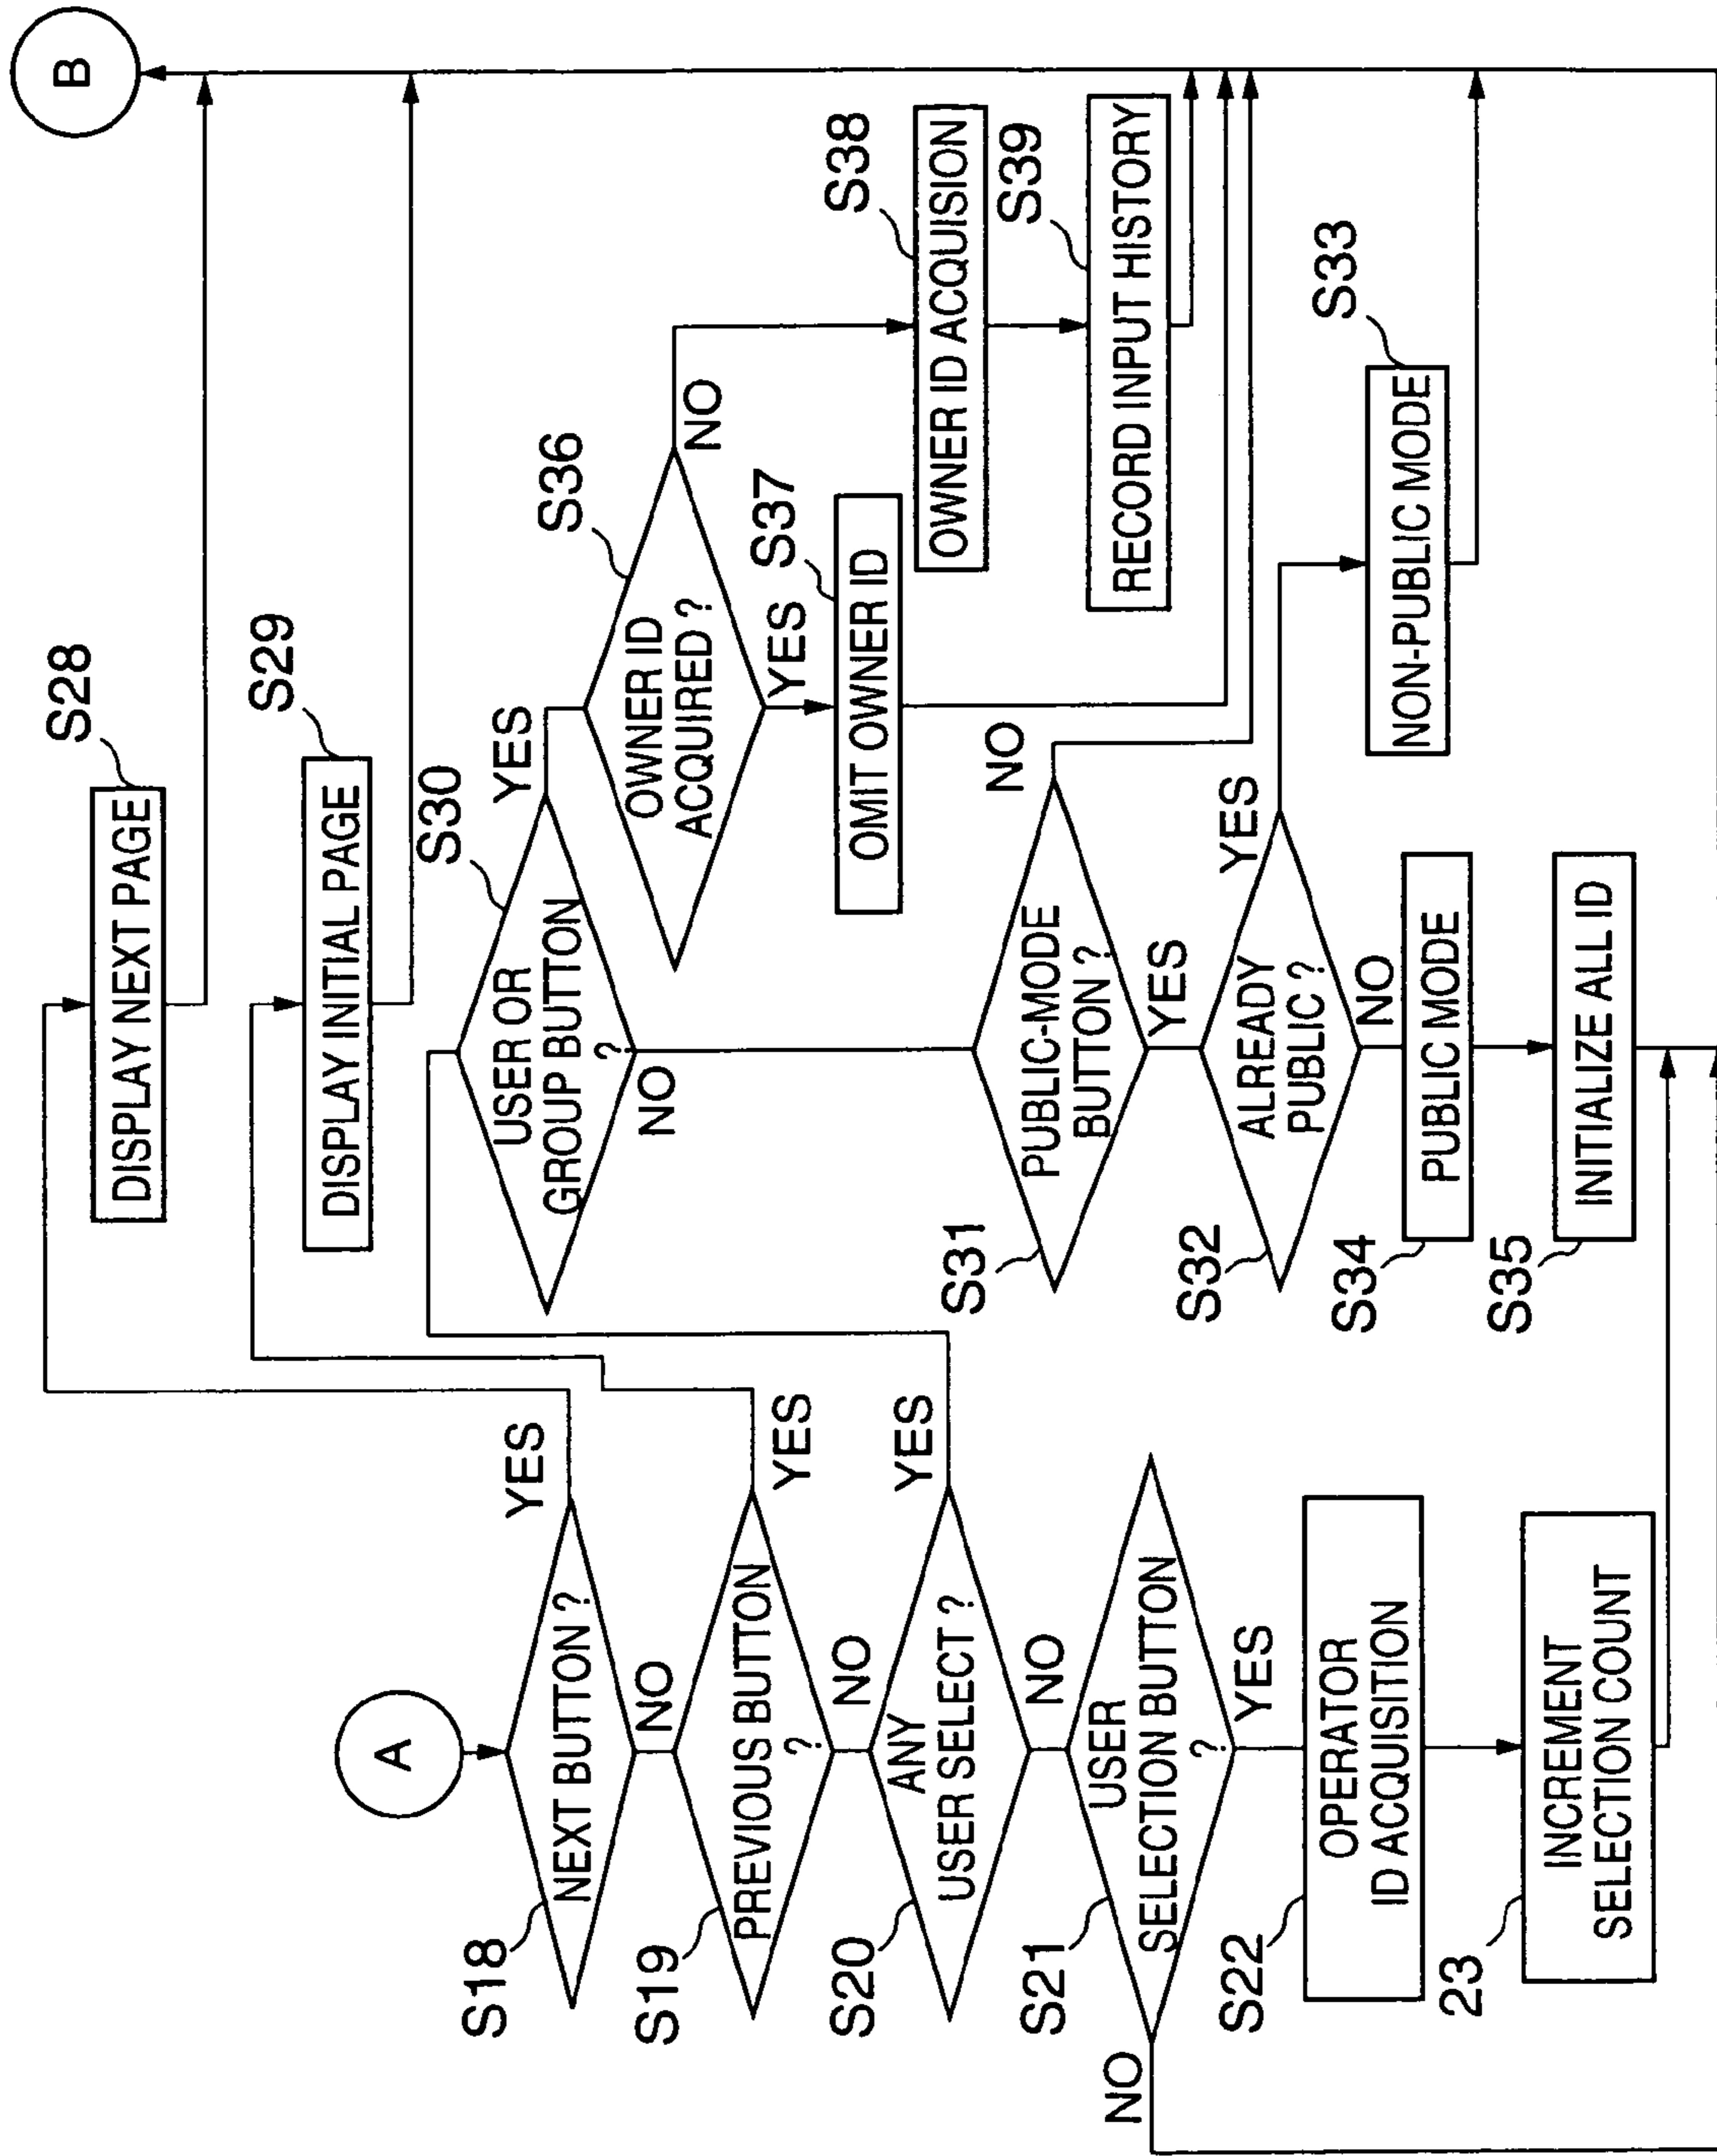 A
S18
NEXT BUTTON ?
YES
NO
S19
PREVIOUS BUTTON
?
YES
NO
S20
ANY
USER SELECT ?
YES
NO
S21
USER
SELECTION BUTTON
?
NO
YES
S22
OPERATOR
ID ACQUISITION
23
INCREMENT
SELECTION COUNT
S28
DISPLAY NEXT PAGE
S29
DISPLAY INITIAL PAGE
S30
USER OR
GROUP BUTTON
?
YES
NO
S31
PUBLIC-MODE
BUTTON ?
NO
YES
S32
ALREADY
PUBLIC ?
YES
NO
S34
PUBLIC MODE
S35
INITIALIZE ALL ID
S36
OWNER ID
ACQUIRED ?
NO
YES
S37
OMIT OWNER ID
S38
OWNER ID ACQUISION
S39
RECORD INPUT HISTORY
S33
NON-PUBLIC MODE
B